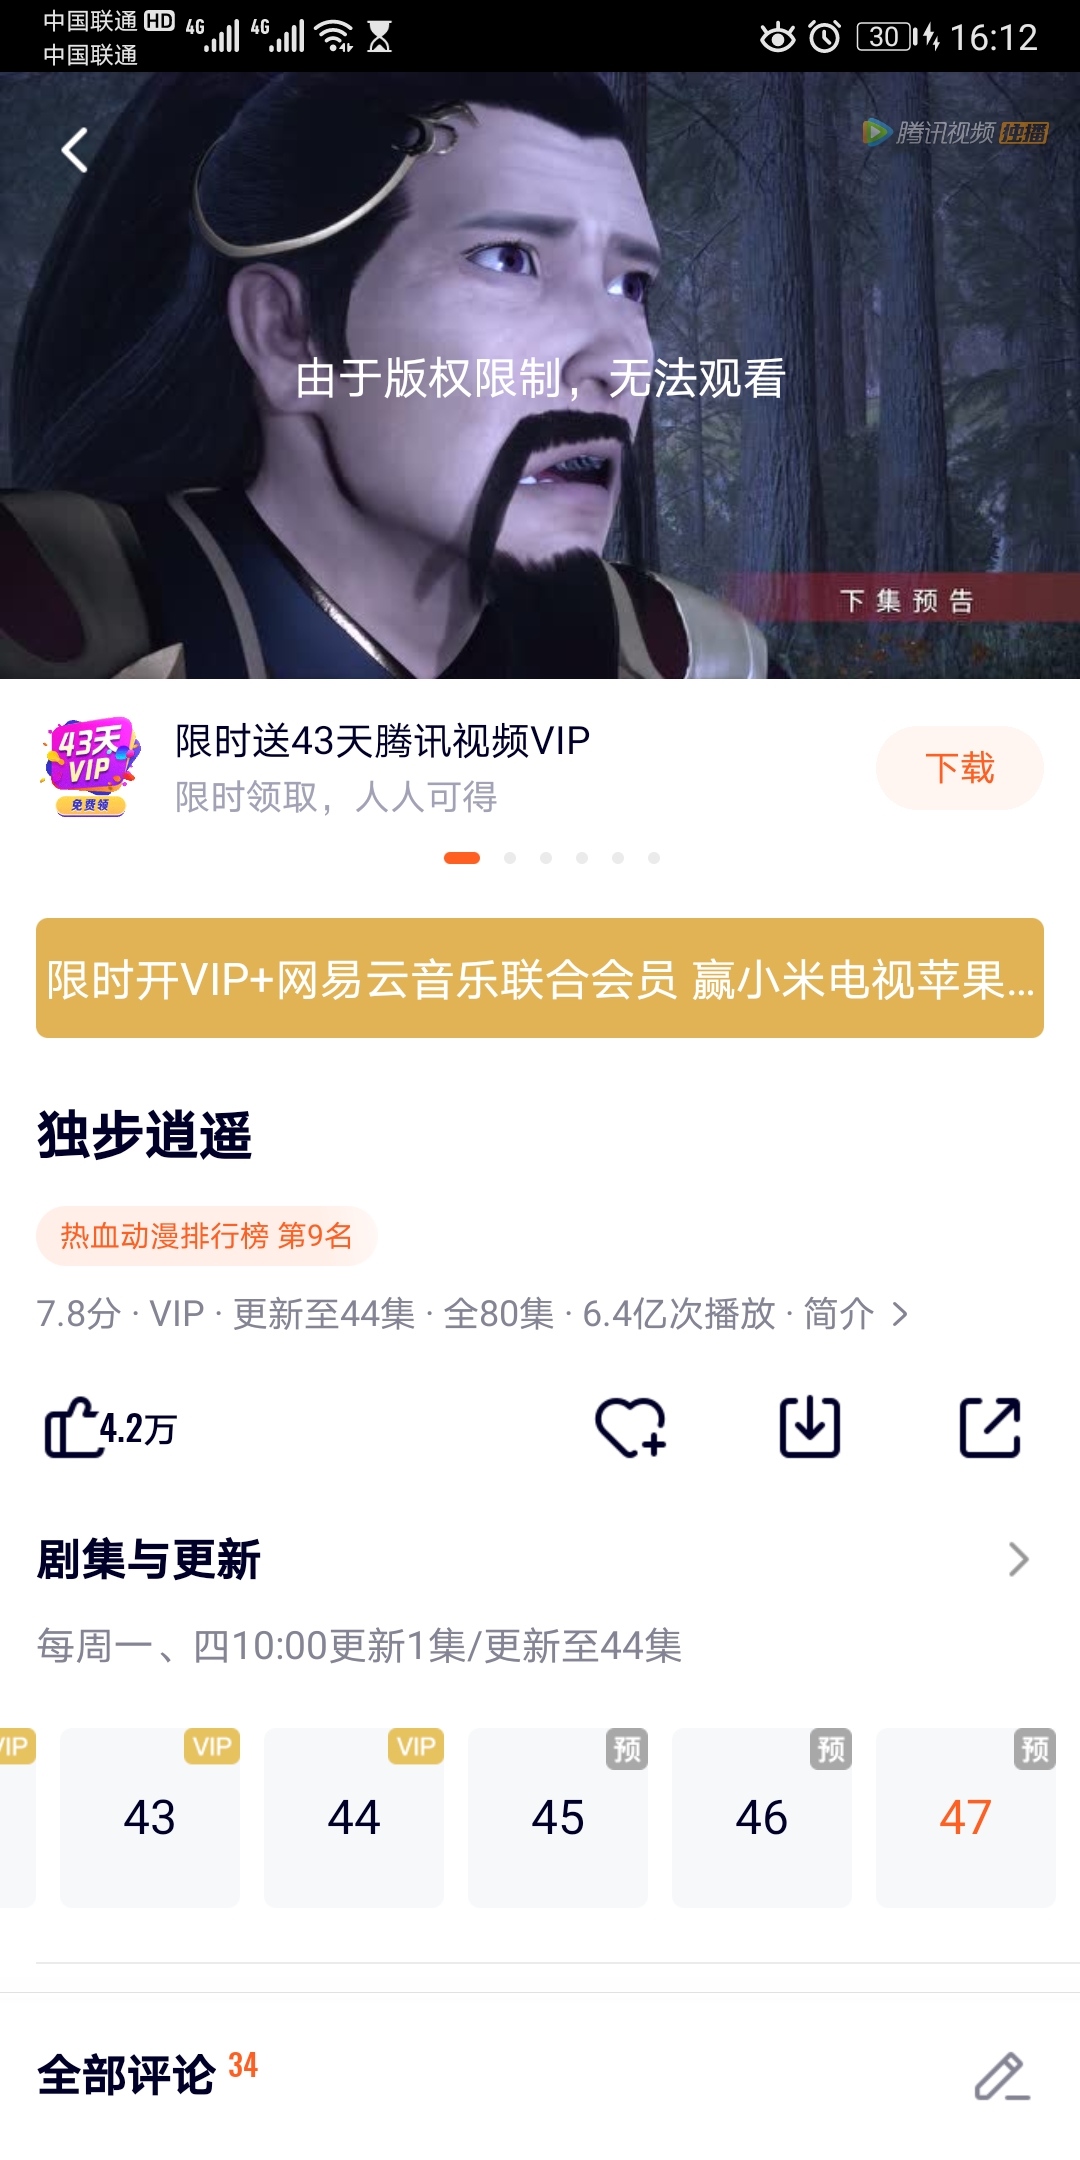 中国联通 HD 4G 4G 30 16:12
中国联通
腾讯视频 独播
由于版权限制，无法观看
下集预告
43天
VIP
免费领
限时送43天腾讯视频VIP
限时领取，人人可得
下载
限时开VIP+网易云音乐联合会员 赢小米电视苹果...
独步逍遥
热血动漫排行榜 第9名
7.8分 · VIP · 更新至44集 · 全80集 · 6.4亿次播放 · 简介
4.2万
剧集与更新
每周一、四10:00更新1集/更新至44集
VIP VIP VIP 预 预 预
43 44 45 46 47
全部评论 34